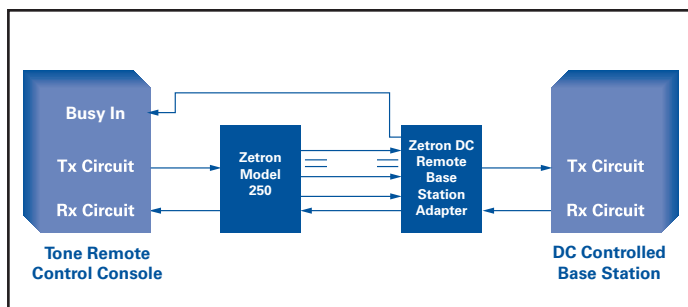 Busy In
Tx Circuit
Rx Circuit
Tone Remote
Control Console
Zetron
Model
250
Zetron DC
Remote
Base
Station
Adapter
Tx Circuit
Rx Circuit
DC Controlled
Base Station